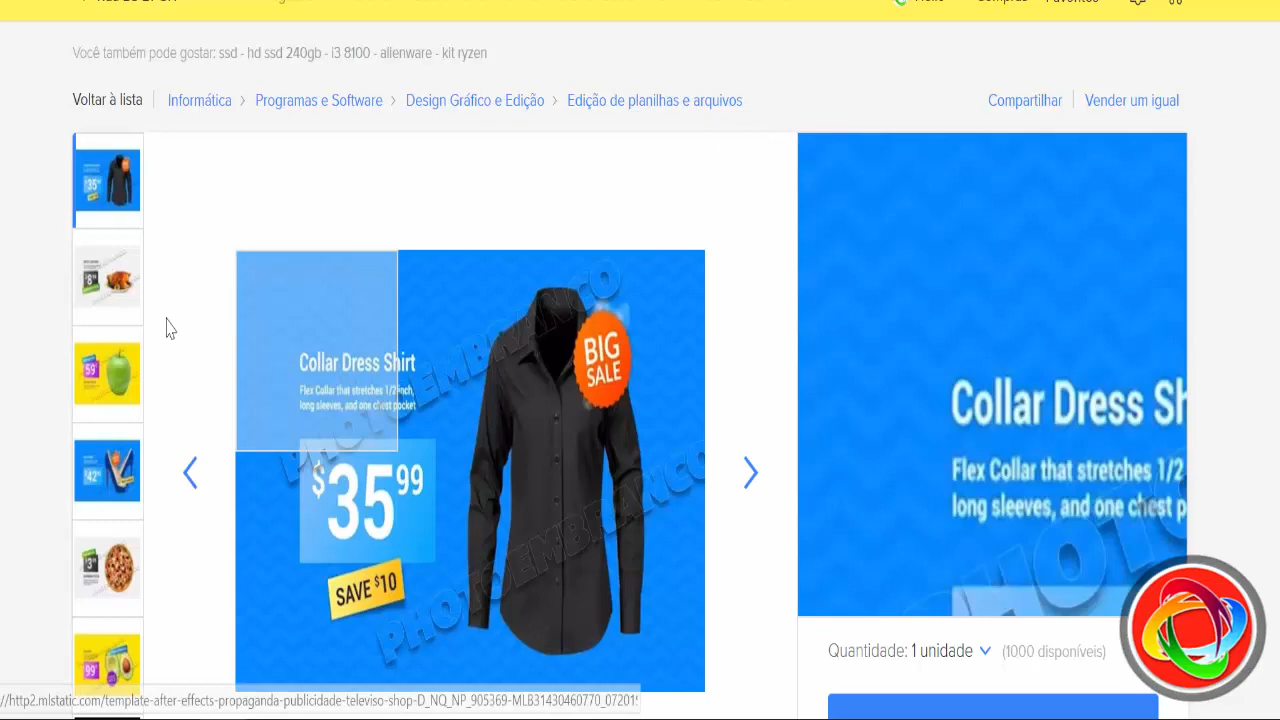 Você também pode gostar: ssd - hd ssd 240gb - i3 8100 - alienware - kit ryzen
Voltar à lista
Informática › Programas e Software › Design Gráfico e Edição › Edição de planilhas e arquivos
Compartilhar
Vender um igual
Collar Dress Shirt
Flex Collar that stretches 1/2 inch,
long sleeves, and one chest pocket
$35 99
SAVE $10
BIG
SALE
PHOTOEMBRANCO
PHOTOEMBRANCO
Collar Dress Sh
Flex Collar that stretches 1/2
long sleeves, and one chest p
PHOTO
Quantidade: 1 unidade (1000 disponíveis)
//http2.mlstatic.com/template-after-effects-propaganda-publicidade-televiso-shop-D_NQ_NP_905369-MLB31430460770_07201